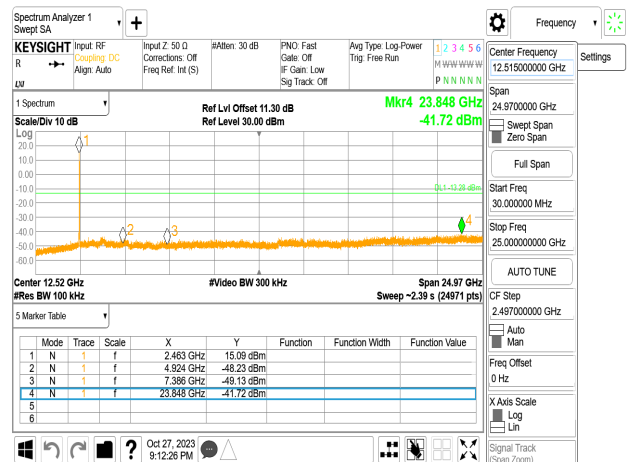 Spectrum Analyzer 1
Swept SA
Frequency
KEYSIGHT
R
LXI
Input: RF
Coupling: DC
Align: Auto
Input Z: 50 Ω
Corrections: Off
Freq Ref: Int (S)
#Atten: 30 dB
PNO: Fast
Gate: Off
IF Gain: Low
Sig Track: Off
Avg Type: Log-Power
Trig: Free Run
1 2 3 4 5 6
M W W W W W
P N N N N N
1 Spectrum
Scale/Div 10 dB
Ref Lvl Offset 11.30 dB
Ref Level 30.00 dBm
Mkr4 23.848 GHz
-41.72 dBm
Log
20.0
10.0
0.00
-10.00
-20.0
-30.0
-40.0
-50.0
-60.0
1
2
3
4
DL1 -13.28 dBm
Center 12.52 GHz
#Res BW 100 kHz
#Video BW 300 kHz
Span 24.97 GHz
Sweep ~2.39 s (24971 pts)
5 Marker Table
Mode Trace Scale X Y Function Function Width Function Value
1 N 1 f 2.463 GHz 15.09 dBm
2 N 1 f 4.924 GHz -48.23 dBm
3 N 1 f 7.386 GHz -49.13 dBm
4 N 1 f 23.848 GHz -41.72 dBm
5
6
Oct 27, 2023
9:12:26 PM
Center Frequency
12.515000000 GHz
Settings
Span
24.9700000 GHz
Swept Span
Zero Span
Full Span
Start Freq
30.000000 MHz
Stop Freq
25.000000000 GHz
AUTO TUNE
CF Step
2.497000000 GHz
Auto
Man
Freq Offset
0 Hz
X Axis Scale
Log
Lin
Signal Track
(Span Zoom)